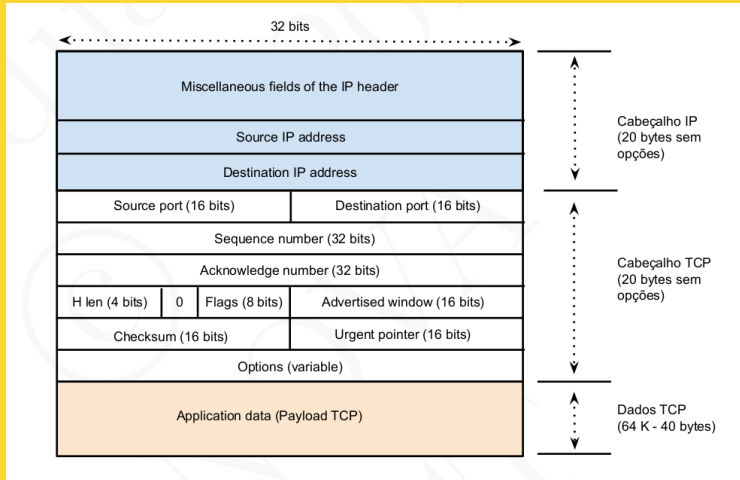 32 bits
Miscellaneous fields of the IP header
Source IP address
Destination IP address
Cabeçalho IP
(20 bytes sem
opções)
Source port (16 bits)
Destination port (16 bits)
Sequence number (32 bits)
Acknowledge number (32 bits)
H len (4 bits)
0
Flags (8 bits)
Advertised window (16 bits)
Checksum (16 bits)
Urgent pointer (16 bits)
Options (variable)
Cabeçalho TCP
(20 bytes sem
opções)
Application data (Payload TCP)
Dados TCP
(64 K - 40 bytes)